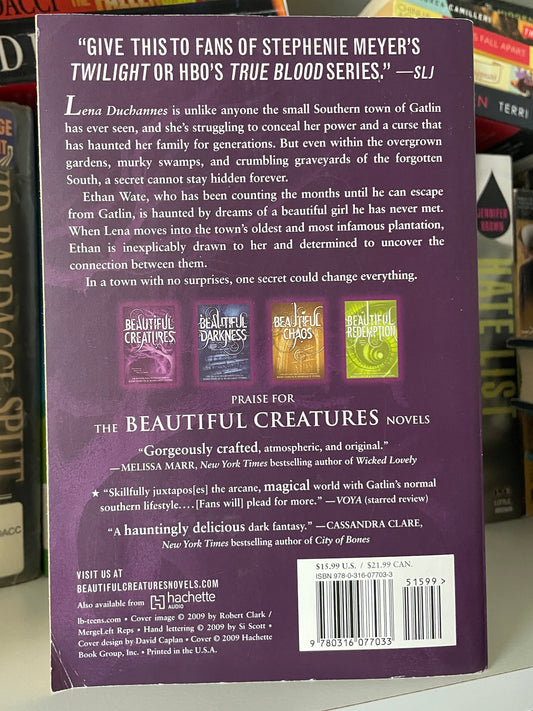 "GIVE THIS TO FANS OF STEPHENIE MEYER'S
TWILIGHT OR HBO'S TRUE BLOOD SERIES." —SLJ
Lena Duchannes is unlike anyone the small Southern town of Gatlin
has ever seen, and she's struggling to conceal her power and a curse that
has haunted her family for generations. But even within the overgrown
gardens, murky swamps, and crumbling graveyards of the forgotten
South, a secret cannot stay hidden forever.
Ethan Wate, who has been counting the months until he can escape
from Gatlin, is haunted by dreams of a beautiful girl he has never met.
When Lena moves into the town's oldest and most infamous plantation,
Ethan is inexplicably drawn to her and determined to uncover the
connection between them.
In a town with no surprises, one secret could change everything.
BEAUTIFUL
CREATURES
BEAUTIFUL
DARKNESS
BEAUTIFUL
CHAOS
BEAUTIFUL
REDEMPTION
PRAISE FOR
THE BEAUTIFUL CREATURES NOVELS
"Gorgeously crafted, atmospheric, and original."
—MELISSA MARR, New York Times bestselling author of Wicked Lovely
★ "Skillfully juxtapos[es] the arcane, magical world with Gatlin's normal
southern lifestyle....[Fans will] plead for more." —VOYA (starred review)
"A hauntingly delicious dark fantasy." —CASSANDRA CLARE,
New York Times bestselling author of City of Bones
VISIT US AT
BEAUTIFULCREATURESNOVELS.COM
Also available from hachette
AUDIO
lb-teens.com • Cover image © 2009 by Robert Clark /
MergeLeft Reps • Hand lettering © 2009 by Si Scott •
Cover design by David Caplan • Cover © 2009 Hachette
Book Group, Inc. • Printed in the U.S.A.
$15.99 U.S. / $21.99 CAN.
ISBN 978-0-316-07703-3
51599>
9 780316 077033
DACCI
CAMILLERI
FALL APART
TERRI
JENNIFER
BROWN
HATE LIST
LITTLE, BROWN
DAVID BALDACCI
SPLIT
DACC